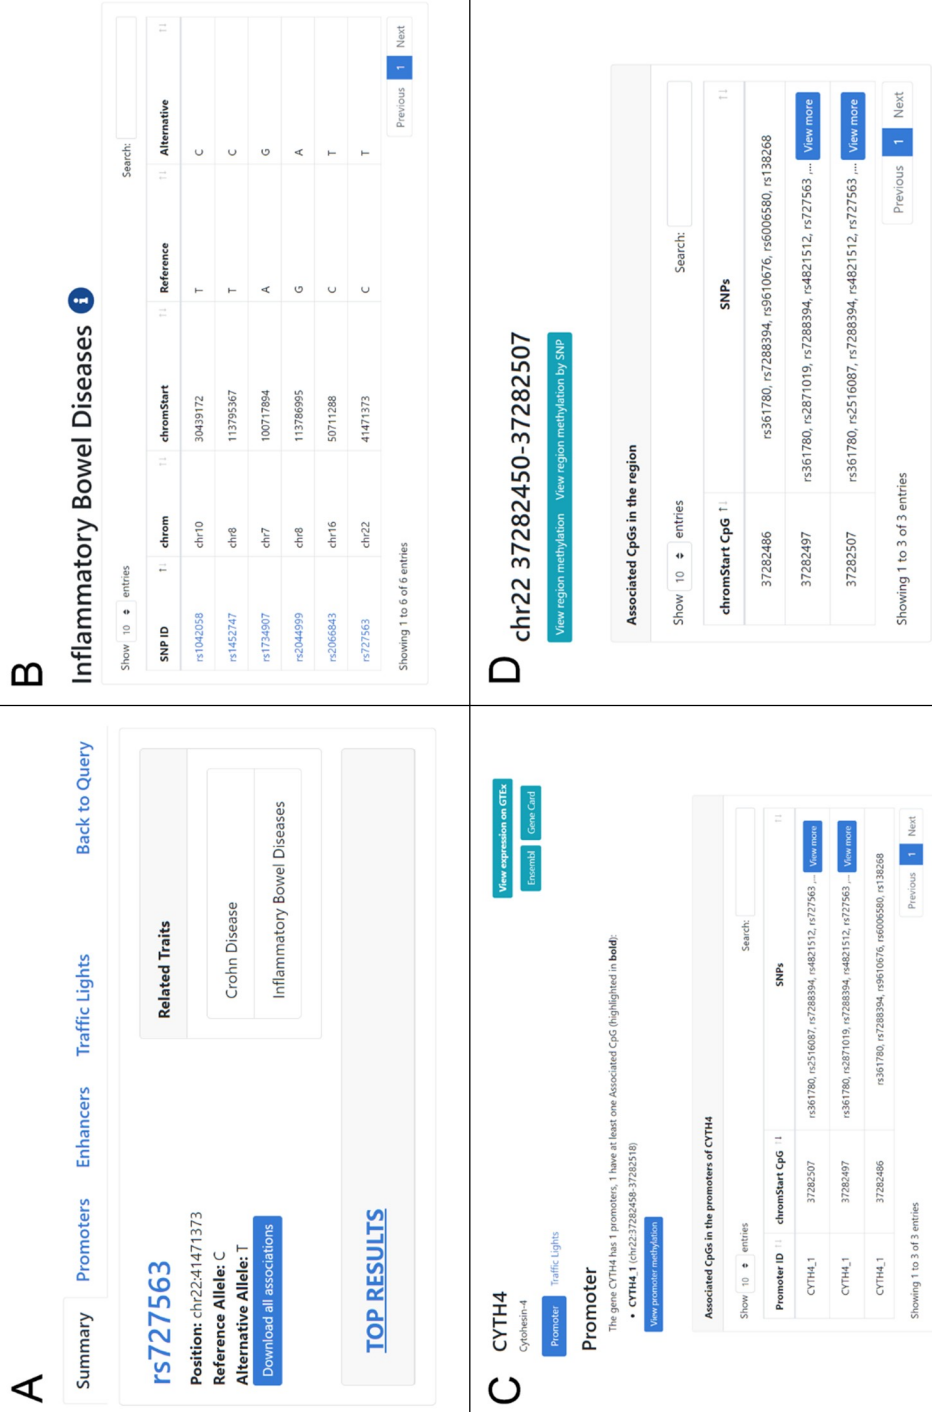 A
Summary Promoters Enhancers Traffic Lights Back to Query
rs727563
Position: chr22:41471373
Reference Allele: C
Alternative Allele: T
Download all associations
Related Traits
Crohn Disease
Inflammatory Bowel Diseases
TOP RESULTS
B
Inflammatory Bowel Diseases i
Show 10 entries Search:
SNP ID chrom chromStart Reference Alternative
rs1042058 chr10 30439172 T C
rs1452747 chr8 113795367 T C
rs1734907 chr7 100717894 A G
rs2044999 chr8 113786995 G A
rs2066843 chr16 50711288 C T
rs727563 chr22 41471373 C T
Showing 1 to 6 of 6 entries
Previous 1 Next
C
CYTH4
Cytohesin-4
View expression on GTEx
Ensembl Gene Card
Promoter Traffic Lights
Promoter
The gene CYTH4 has 1 promoters, 1 have at least one Associated CpG (highlighted in bold):
• CYTH4_1 (chr22:37282458-37282518)
View promoter methylation
Associated CpGs in the promoters of CYTH4
Show 10 entries Search:
Promoter ID chromStart CpG SNPs
CYTH4_1 37282507 rs361780, rs2516087, rs7288394, rs4821512, rs727563 ,... View more
CYTH4_1 37282497 rs361780, rs2871019, rs7288394, rs4821512, rs727563 ,... View more
CYTH4_1 37282486 rs361780, rs7288394, rs9610676, rs6006580, rs138268
Showing 1 to 3 of 3 entries
Previous 1 Next
D
chr22 37282450-37282507
View region methylation View region methylation by SNP
Associated CpGs in the region
Show 10 entries Search:
chromStart CpG SNPs
37282486 rs361780, rs7288394, rs9610676, rs6006580, rs138268
37282497 rs361780, rs2871019, rs7288394, rs4821512, rs727563 ,... View more
37282507 rs361780, rs2516087, rs7288394, rs4821512, rs727563 ,... View more
Showing 1 to 3 of 3 entries
Previous 1 Next